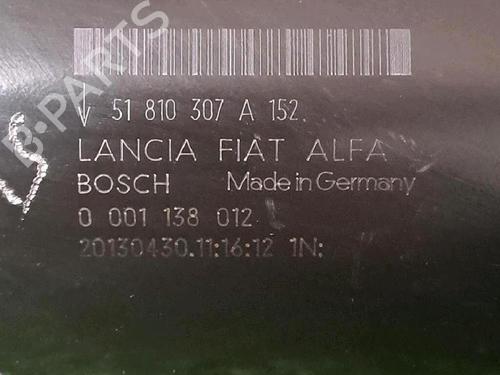 B-PARTS
V 51 810 307 A 152
LANCIA FIAT ALFA
BOSCH Made in Germany
0 001 138 012
20130430.11:16:12 1N: